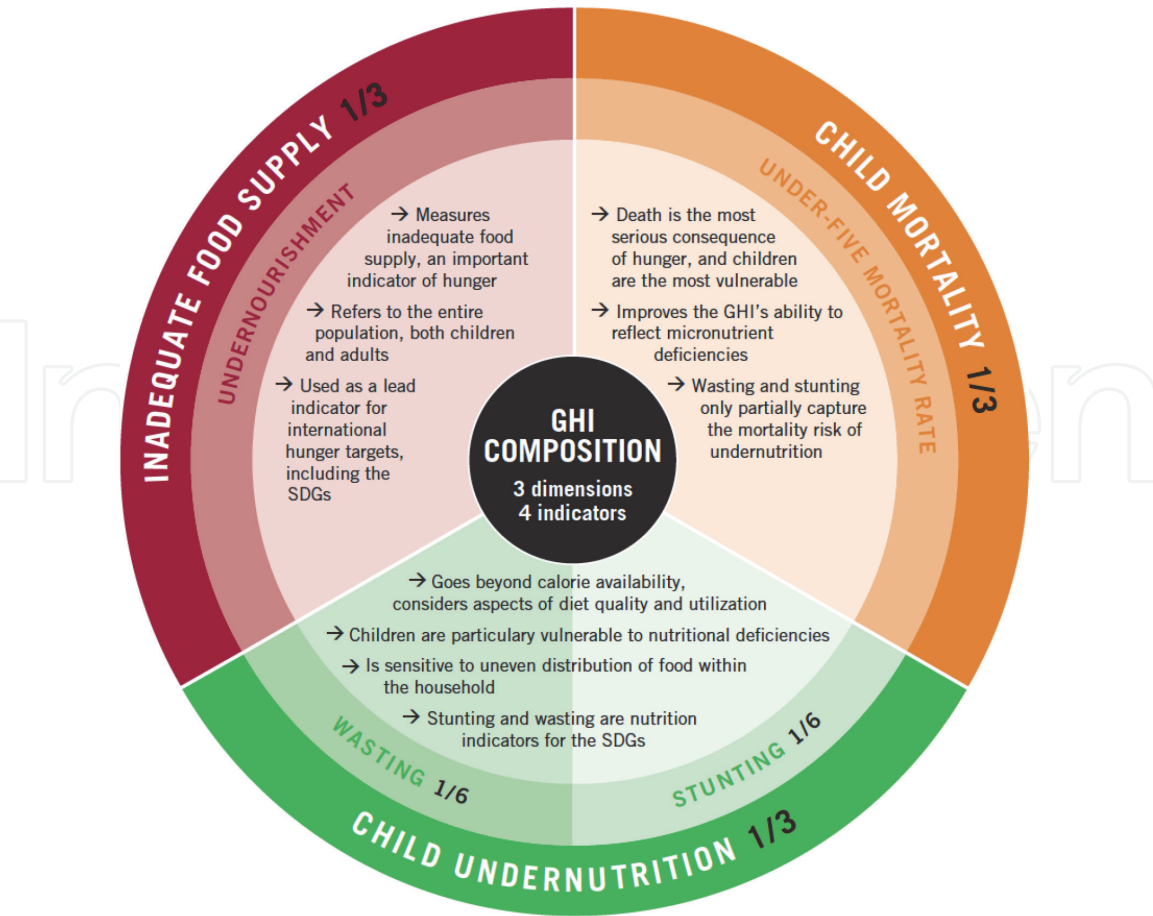 INADEQUATE FOOD SUPPLY 1/3
UNDERNOURISHMENT
→ Measures
inadequate food
supply, an important
indicator of hunger
→ Refers to the entire
population, both children
and adults
→ Used as a lead
indicator for
international
hunger targets,
including the
SDGs
CHILD MORTALITY 1/3
UNDER-FIVE MORTALITY RATE
→ Death is the most
serious consequence
of hunger, and children
are the most vulnerable
→ Improves the GHI's ability to
reflect micronutrient
deficiencies
→ Wasting and stunting
only partially capture
the mortality risk of
undernutrition
GHI
COMPOSITION
3 dimensions
4 indicators
→ Goes beyond calorie availability,
considers aspects of diet quality and utilization
→ Children are particulary vulnerable to nutritional deficiencies
→ Is sensitive to uneven distribution of food within
the household
→ Stunting and wasting are nutrition
indicators for the SDGs
WASTING 1/6
STUNTING 1/6
CHILD UNDERNUTRITION 1/3